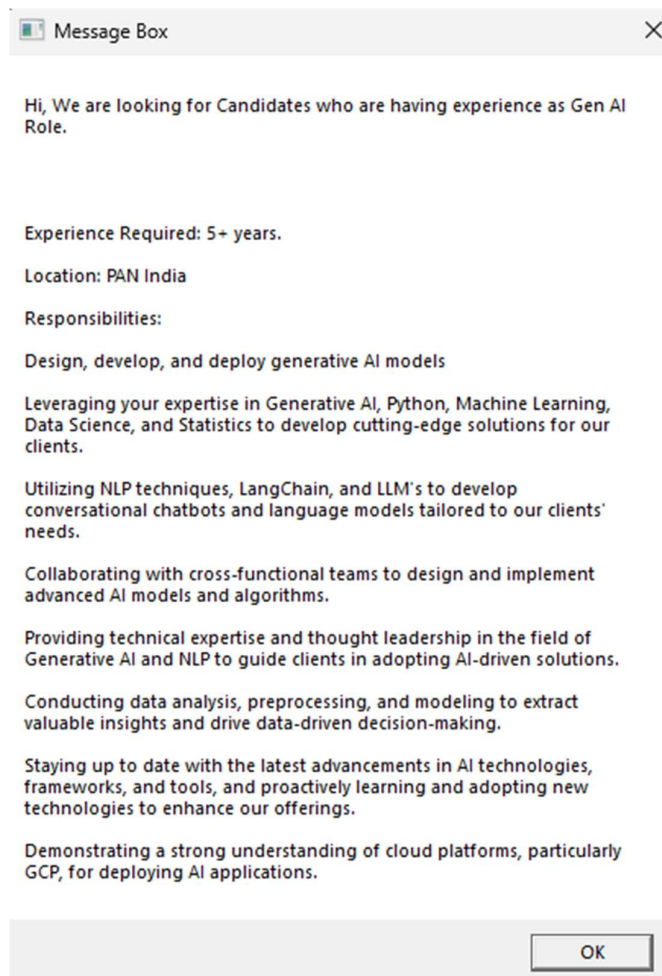 Message Box
Hi, We are looking for Candidates who are having experience as Gen AI
Role.
Experience Required: 5+ years.
Location: PAN India
Responsibilities:
Design, develop, and deploy generative AI models
Leveraging your expertise in Generative AI, Python, Machine Learning,
Data Science, and Statistics to develop cutting-edge solutions for our
clients.
Utilizing NLP techniques, LangChain, and LLM's to develop
conversational chatbots and language models tailored to our clients'
needs.
Collaborating with cross-functional teams to design and implement
advanced AI models and algorithms.
Providing technical expertise and thought leadership in the field of
Generative AI and NLP to guide clients in adopting AI-driven solutions.
Conducting data analysis, preprocessing, and modeling to extract
valuable insights and drive data-driven decision-making.
Staying up to date with the latest advancements in AI technologies,
frameworks, and tools, and proactively learning and adopting new
technologies to enhance our offerings.
Demonstrating a strong understanding of cloud platforms, particularly
GCP, for deploying AI applications.
OK